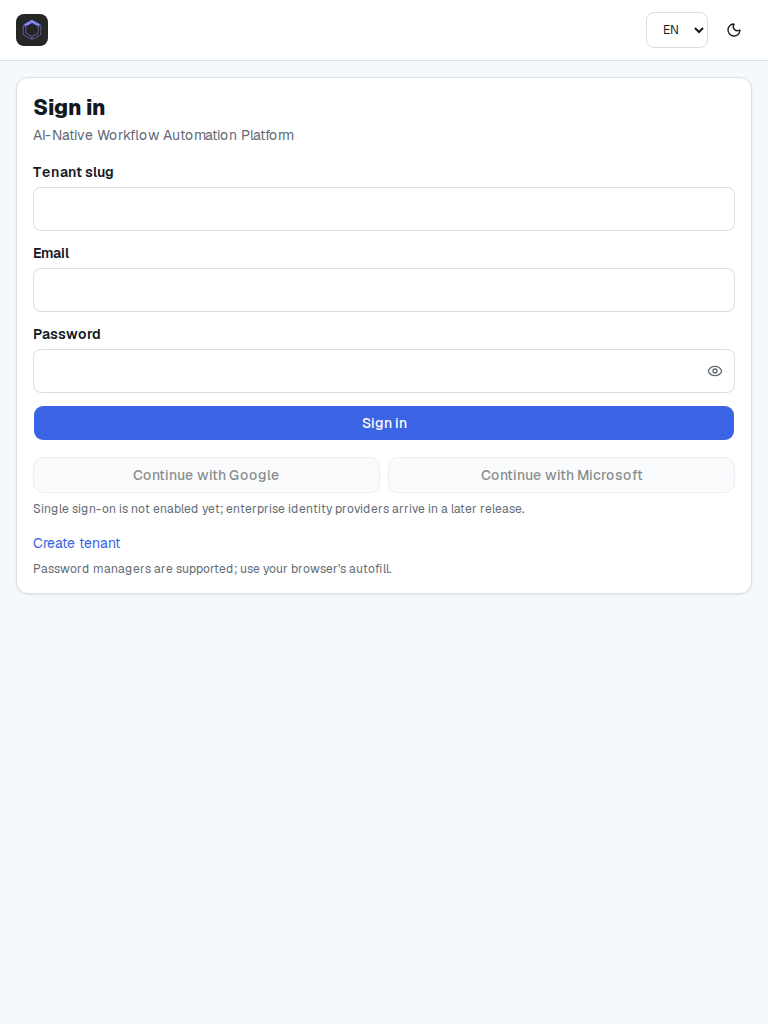 EN
Sign in
AI-Native Workflow Automation Platform
Tenant slug
Email
Password
Sign in
Continue with Google
Continue with Microsoft
Single sign-on is not enabled yet; enterprise identity providers arrive in a later release.
Create tenant
Password managers are supported; use your browser's autofill.